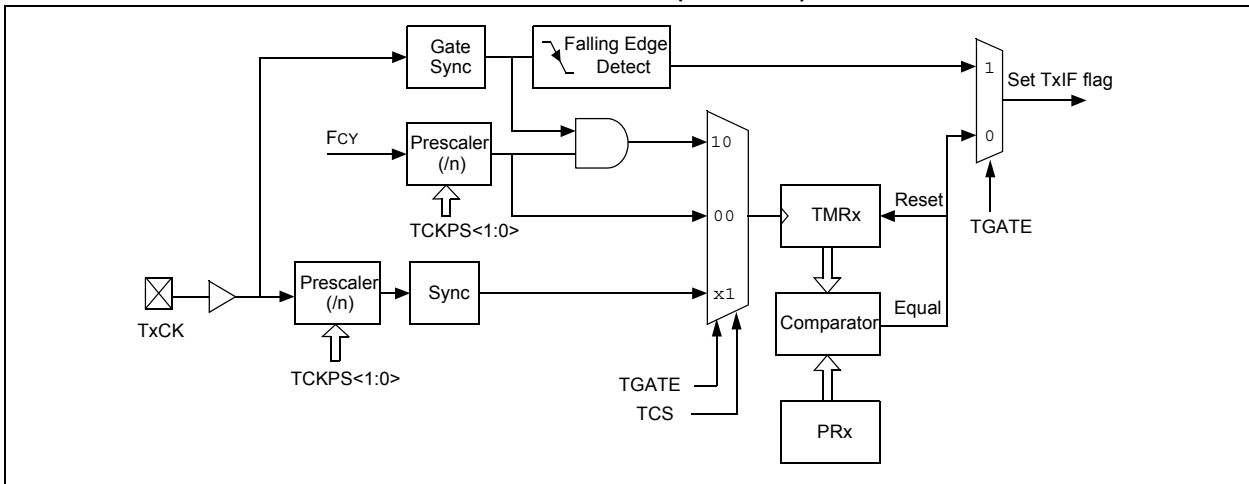 Gate
Sync
Falling Edge
Detect
1
Set TxIF flag
0
TGATE
FCY
Prescaler
(/n)
TCKPS<1:0>
10
00
x1
TMRx
Reset
TxCK
Prescaler
(/n)
Sync
TCKPS<1:0>
Comparator
Equal
TGATE
TCS
PRx